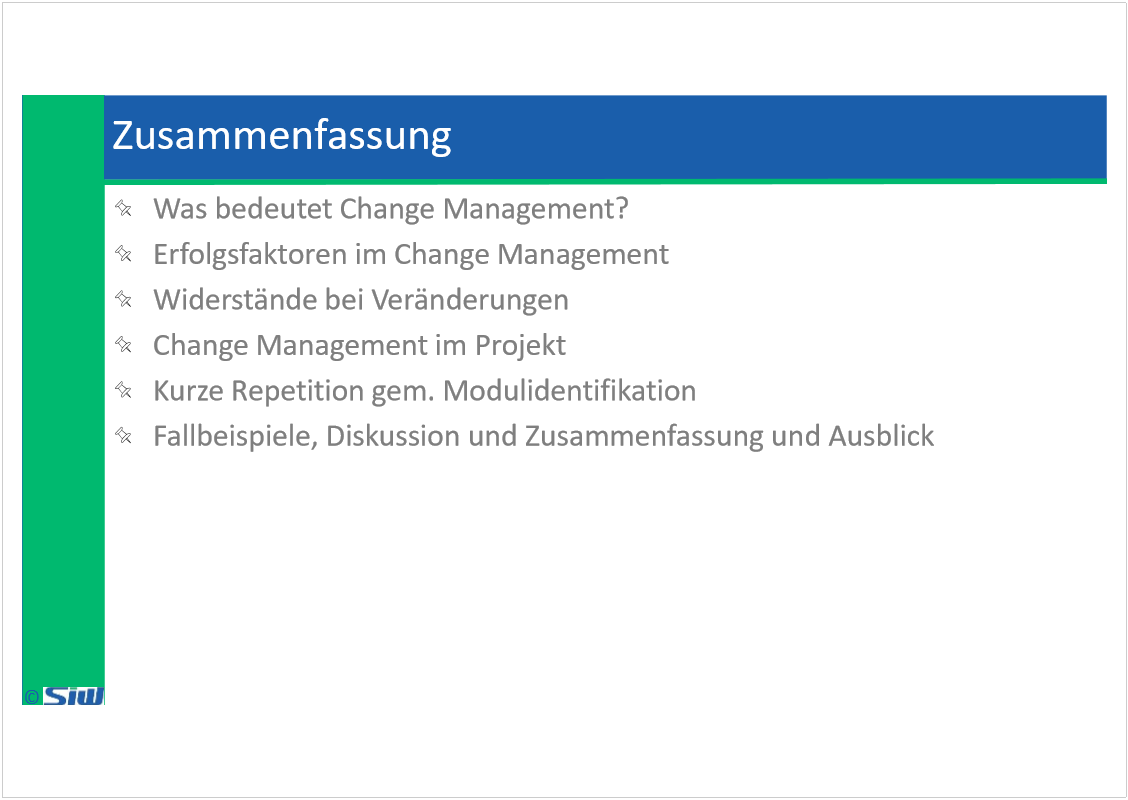 Zusammenfassung
Was bedeutet Change Management?
Erfolgsfaktoren im Change Management
Widerstände bei Veränderungen
Change Management im Projekt
Kurze Repetition gem. Modulidentifikation
Fallbeispiele, Diskussion und Zusammenfassung und Ausblick
© SiW